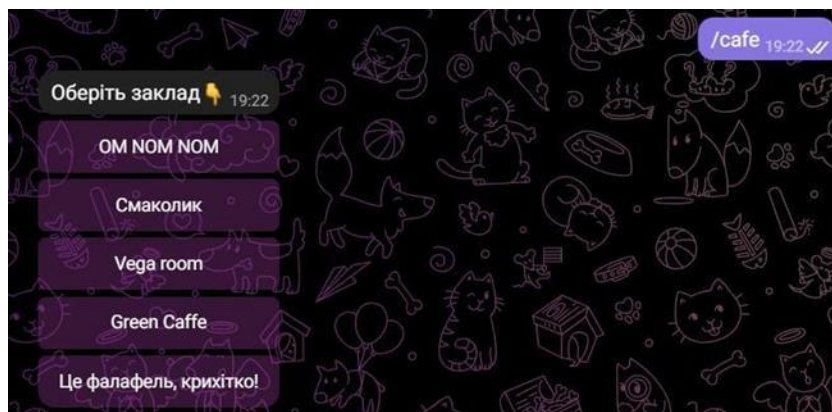 /cafe 19:22
Оберіть заклад👇 19:22
OM NOM NOM
Смаколик
Vega room
Green Caffe
Це фалафель, крихітко!